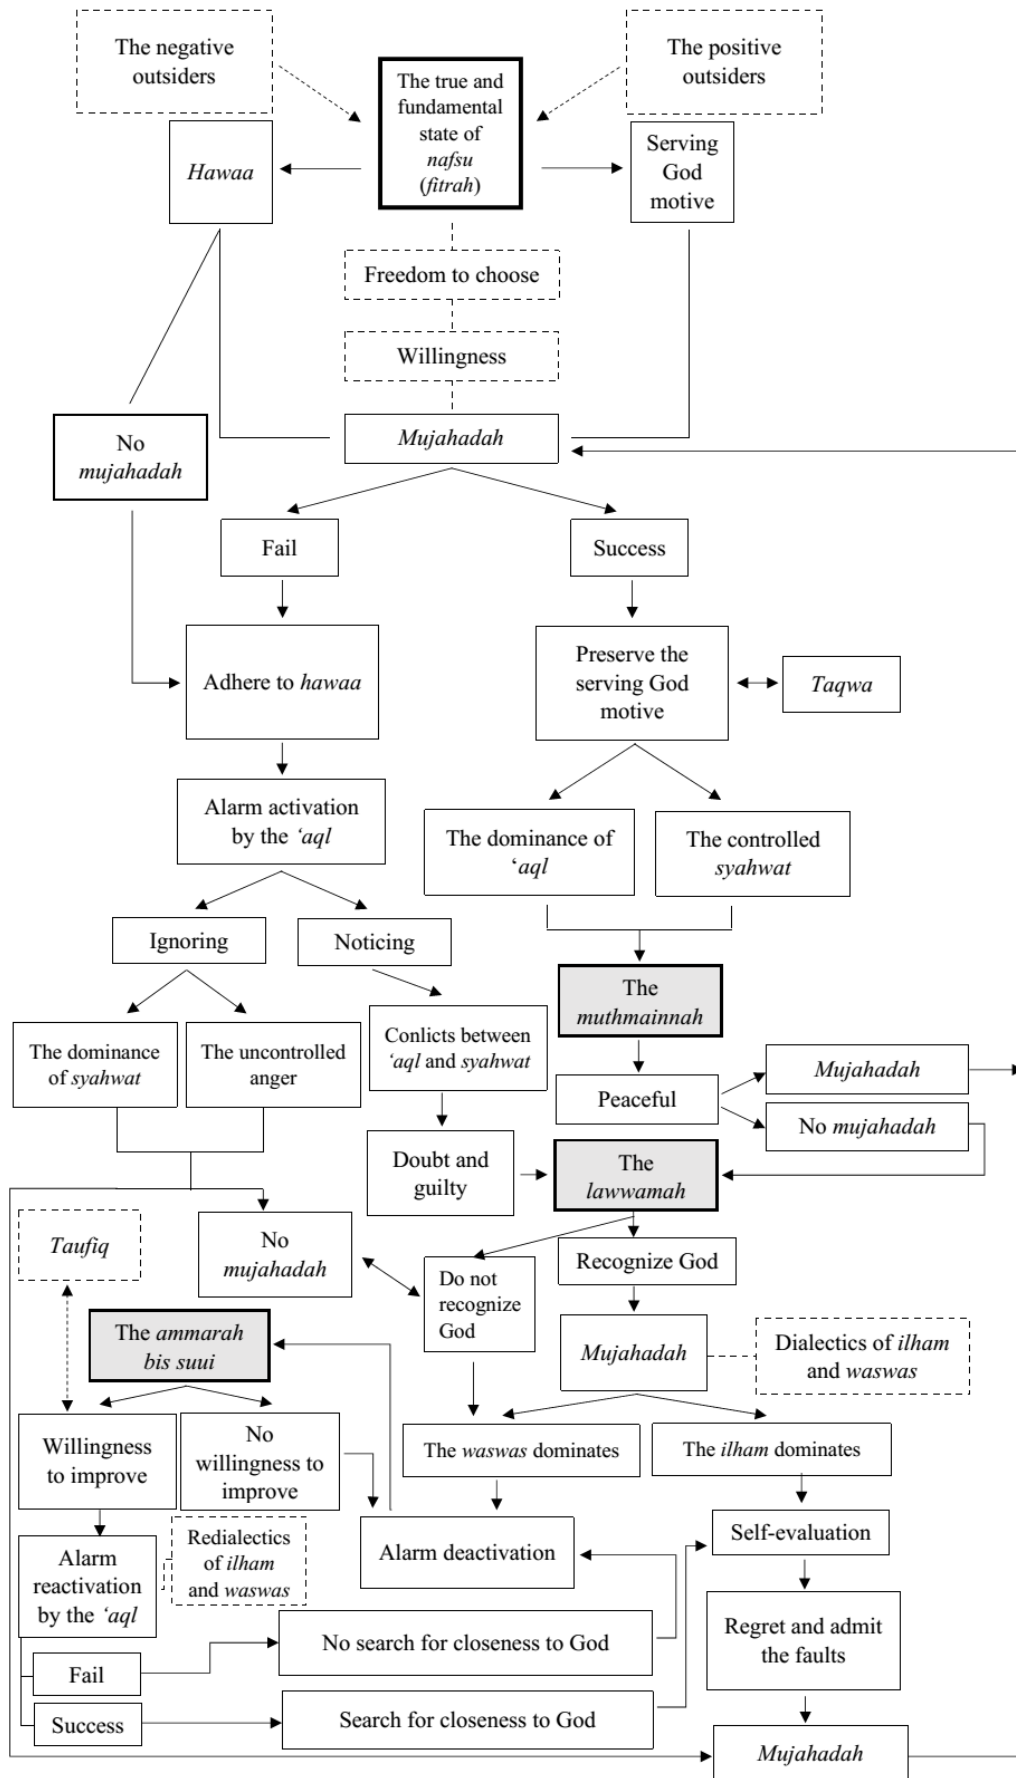 The negative
outsiders
The true and
fundamental
state of
nafsu
(fitrah)
The positive
outsiders
Hawaa
Serving
God
motive
Freedom to choose
Willingness
Mujahadah
No
mujahadah
Fail
Success
Adhere to hawaa
Preserve the
serving God
motive
Taqwa
Alarm activation
by the ‘aql
The dominance of
‘aql
The controlled
syahwat
Ignoring
Noticing
The
muthmainnah
The dominance
of syahwat
The uncontrolled
anger
Conlicts between
‘aql and syahwat
Peaceful
Mujahadah
No mujahadah
Doubt and
guilty
The
lawwamah
Taufiq
No
mujahadah
Do not
recognize
God
Recognize God
The ammarah
bis suui
Mujahadah
Dialectics of ilham
and waswas
Willingness
to improve
No
willingness to
improve
The waswas dominates
The ilham dominates
Alarm
reactivation
by the ‘aql
Redialectics
of ilham
and waswas
Alarm deactivation
Self-evaluation
No search for closeness to God
Regret and admit
the faults
Fail
Success
Search for closeness to God
Mujahadah